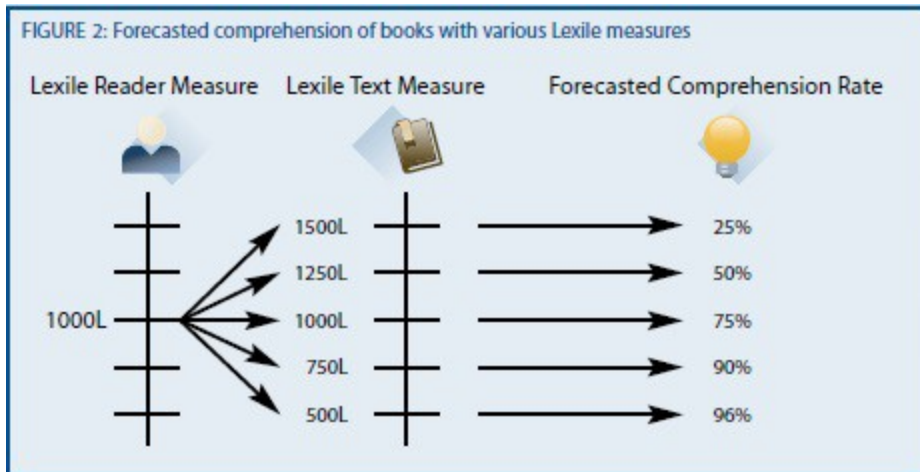 FIGURE 2: Forecasted comprehension of books with various Lexile measures
Lexile Reader Measure Lexile Text Measure Forecasted Comprehension Rate
1500L 25%
1250L 50%
1000L 1000L 75%
750L 90%
500L 96%